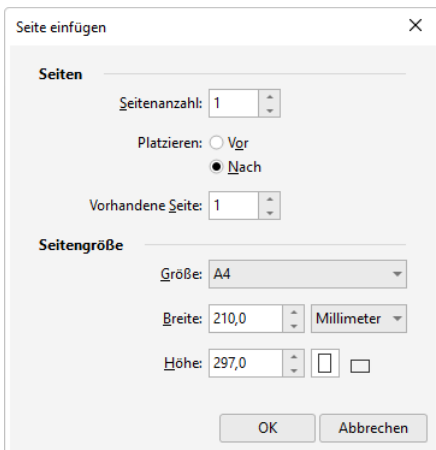 Seite einfügen
Seiten
Seitenanzahl: 1
Platzieren: Vor
Nach
Vorhandene Seite: 1
Seitengröße
Größe: A4
Breite: 210,0 Millimeter
Höhe: 297,0
OK Abbrechen